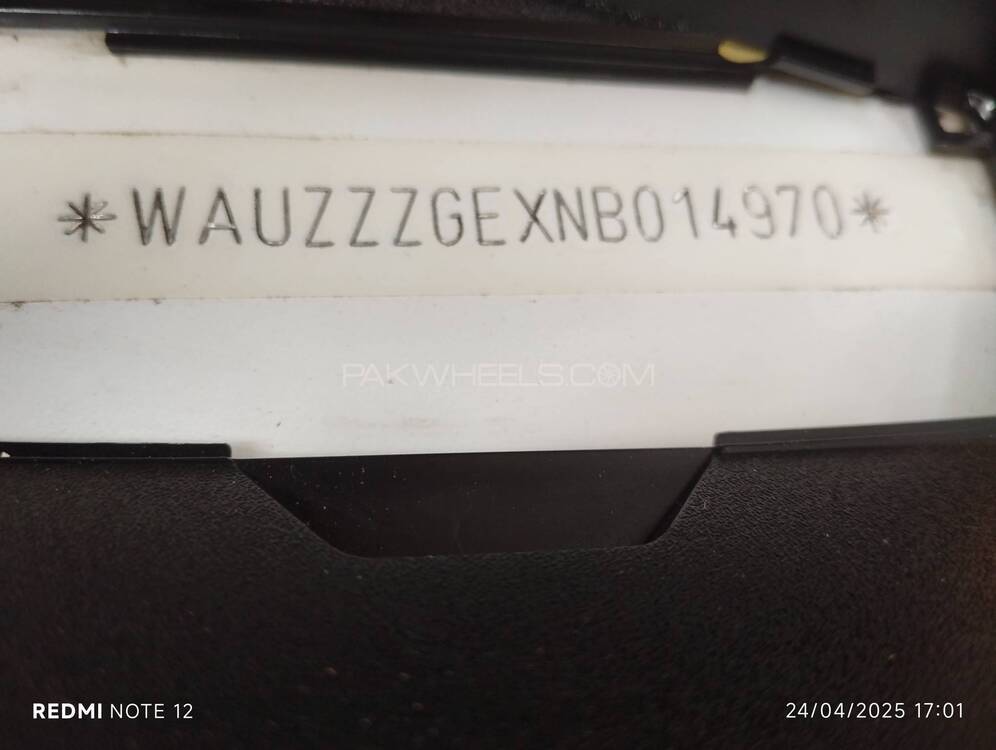 *WAUZZZGEXNB014970*
PAKWHEELS.COM
REDMI NOTE 12
24/04/2025 17:01